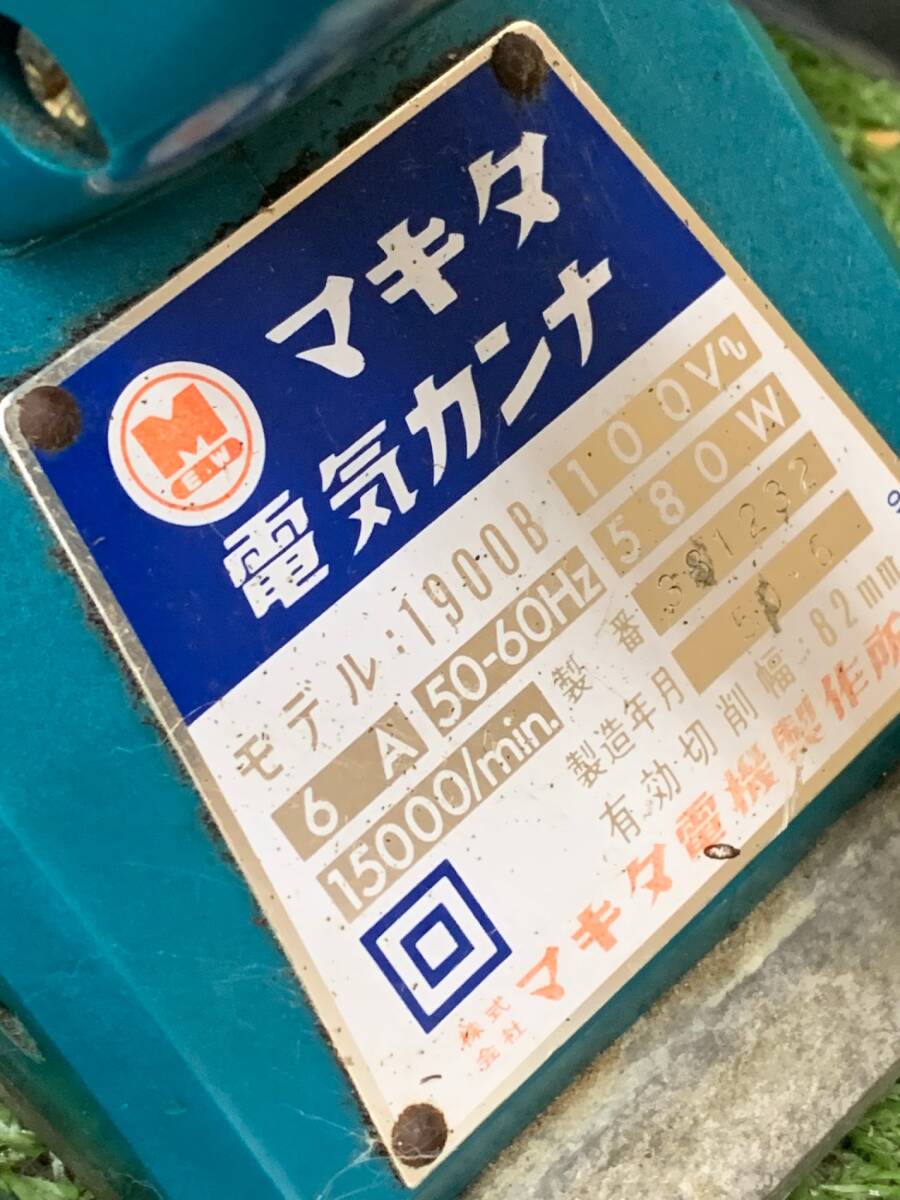 マキタ
電気カンナ
M
E・W
モデル:1900B 100V
6 A 50-60Hz 580W
15000/min. 製番
製造年月
有効切削幅:82mm
株式会社 マキタ電機製作所